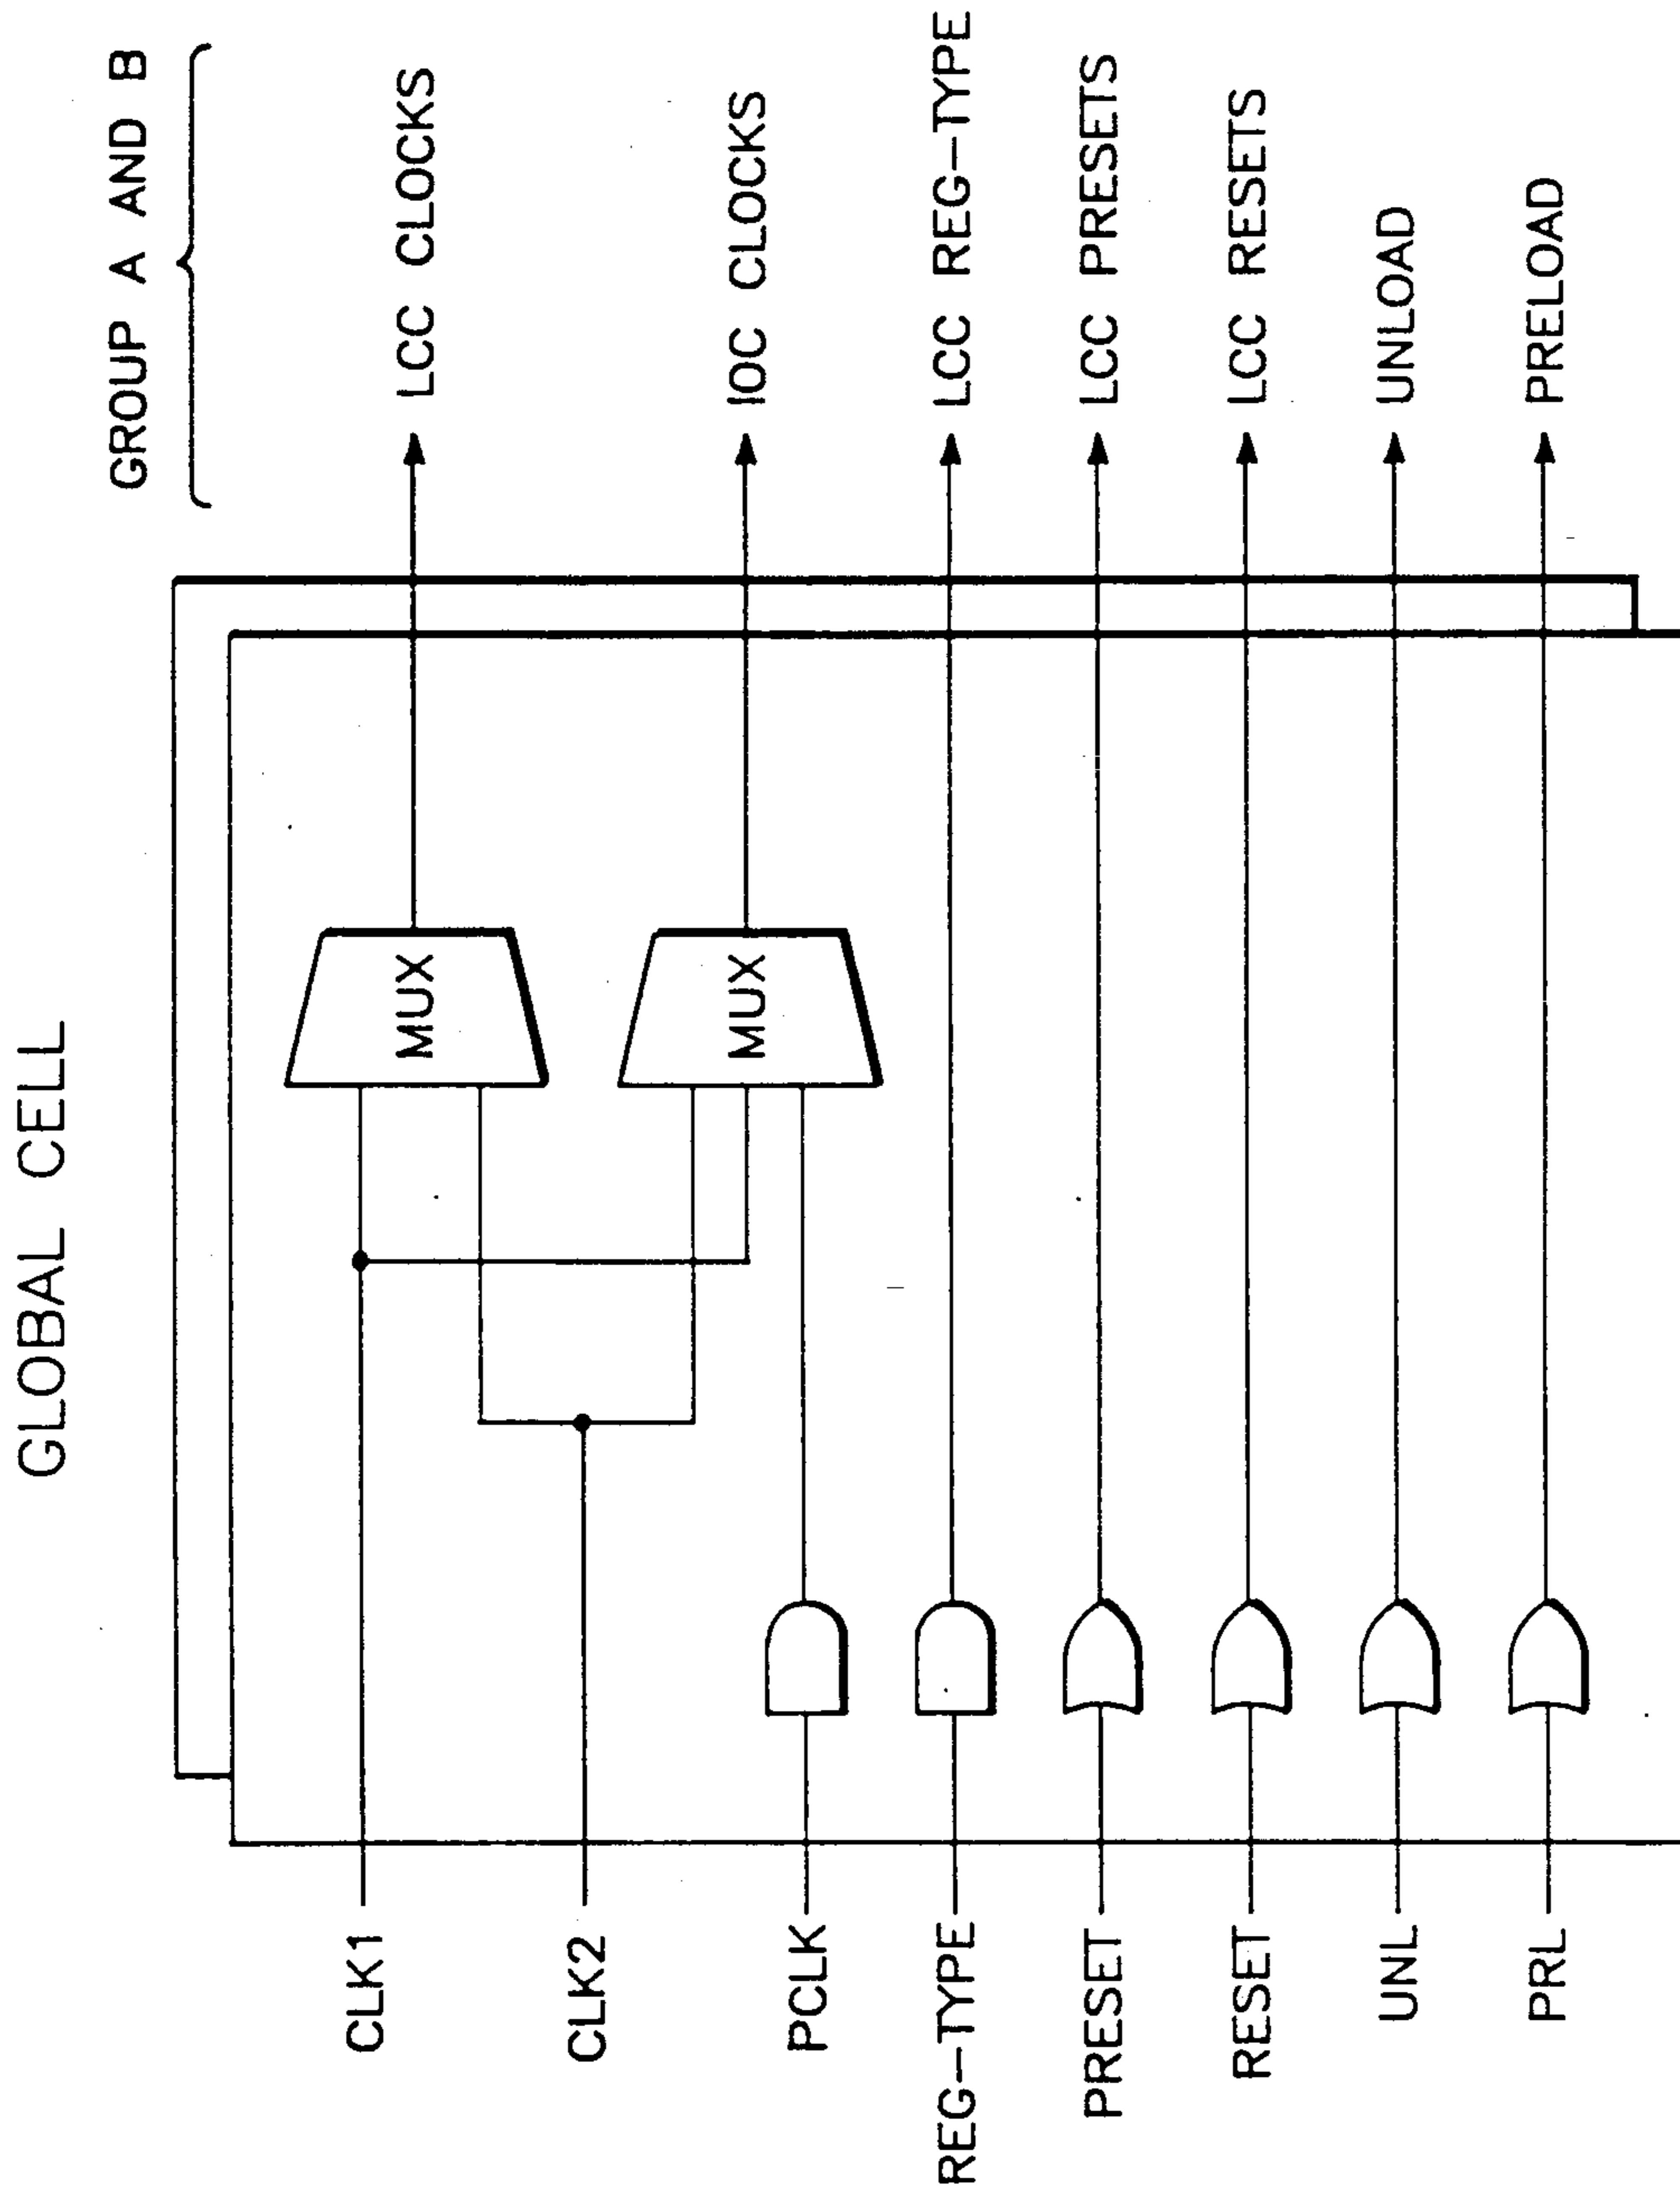 GLOBAL CELL
GROUP A AND B
CLK1
MUX
LCC CLOCKS
CLK2
MUX
IOC CLOCKS
PCLK
REG-TYPE
LCC REG-TYPE
PRESET
LCC PRESETS
RESET
LCC RESETS
UNL
UNLOAD
PRL
PRELOAD